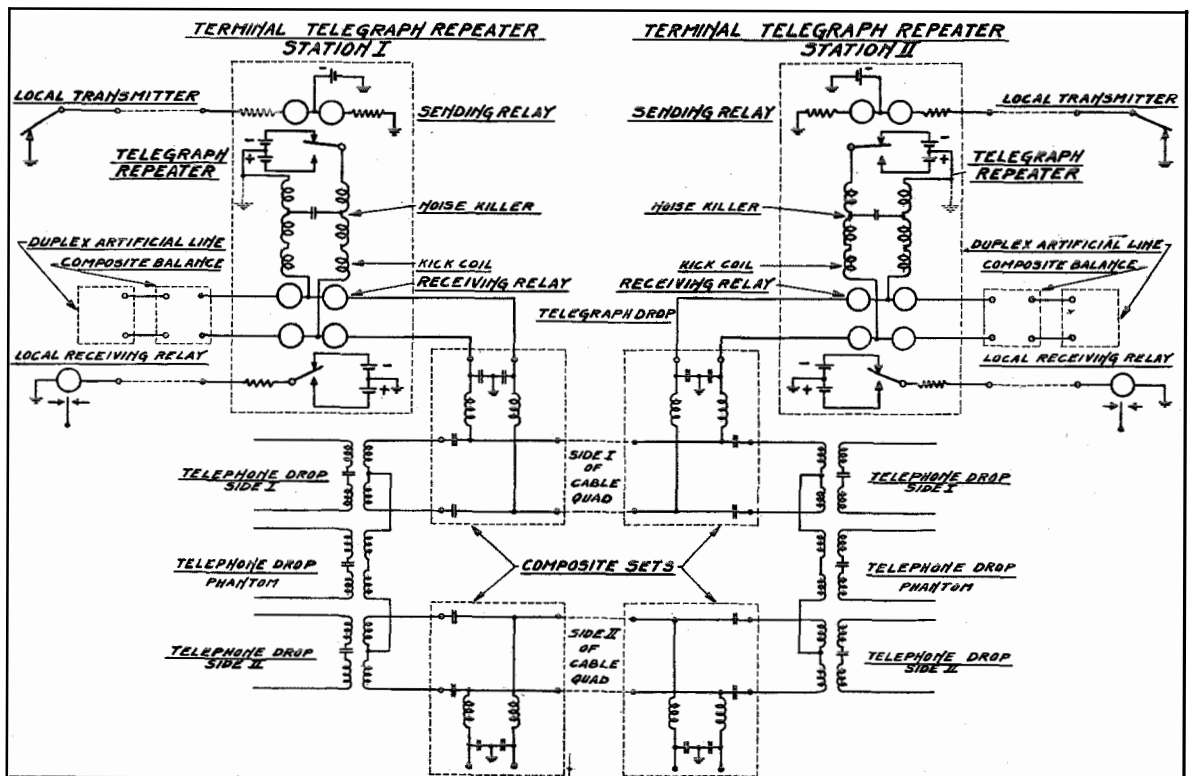 TERMINAL TELEGRAPH REPEATER
STATION I
TERMINAL TELEGRAPH REPEATER
STATION II
LOCAL TRANSMITTER
SENDING RELAY
SENDING RELAY
LOCAL TRANSMITTER
TELEGRAPH
REPEATER
TELEGRAPH
REPEATER
NOISE KILLER
NOISE KILLER
DUPLEX ARTIFICIAL LINE
COMPOSITE BALANCE
KICK COIL
KICK COIL
DUPLEX ARTIFICIAL LINE
COMPOSITE BALANCE
RECEIVING RELAY
RECEIVING RELAY
TELEGRAPH DROP
LOCAL RECEIVING RELAY
LOCAL RECEIVING RELAY
TELEPHONE DROP
SIDE I
SIDE I
OF
CABLE
QUAD
TELEPHONE DROP
SIDE I
TELEPHONE DROP
PHANTOM
COMPOSITE SETS
TELEPHONE DROP
PHANTOM
TELEPHONE DROP
SIDE II
SIDE II
OF
CABLE
QUAD
TELEPHONE DROP
SIDE II